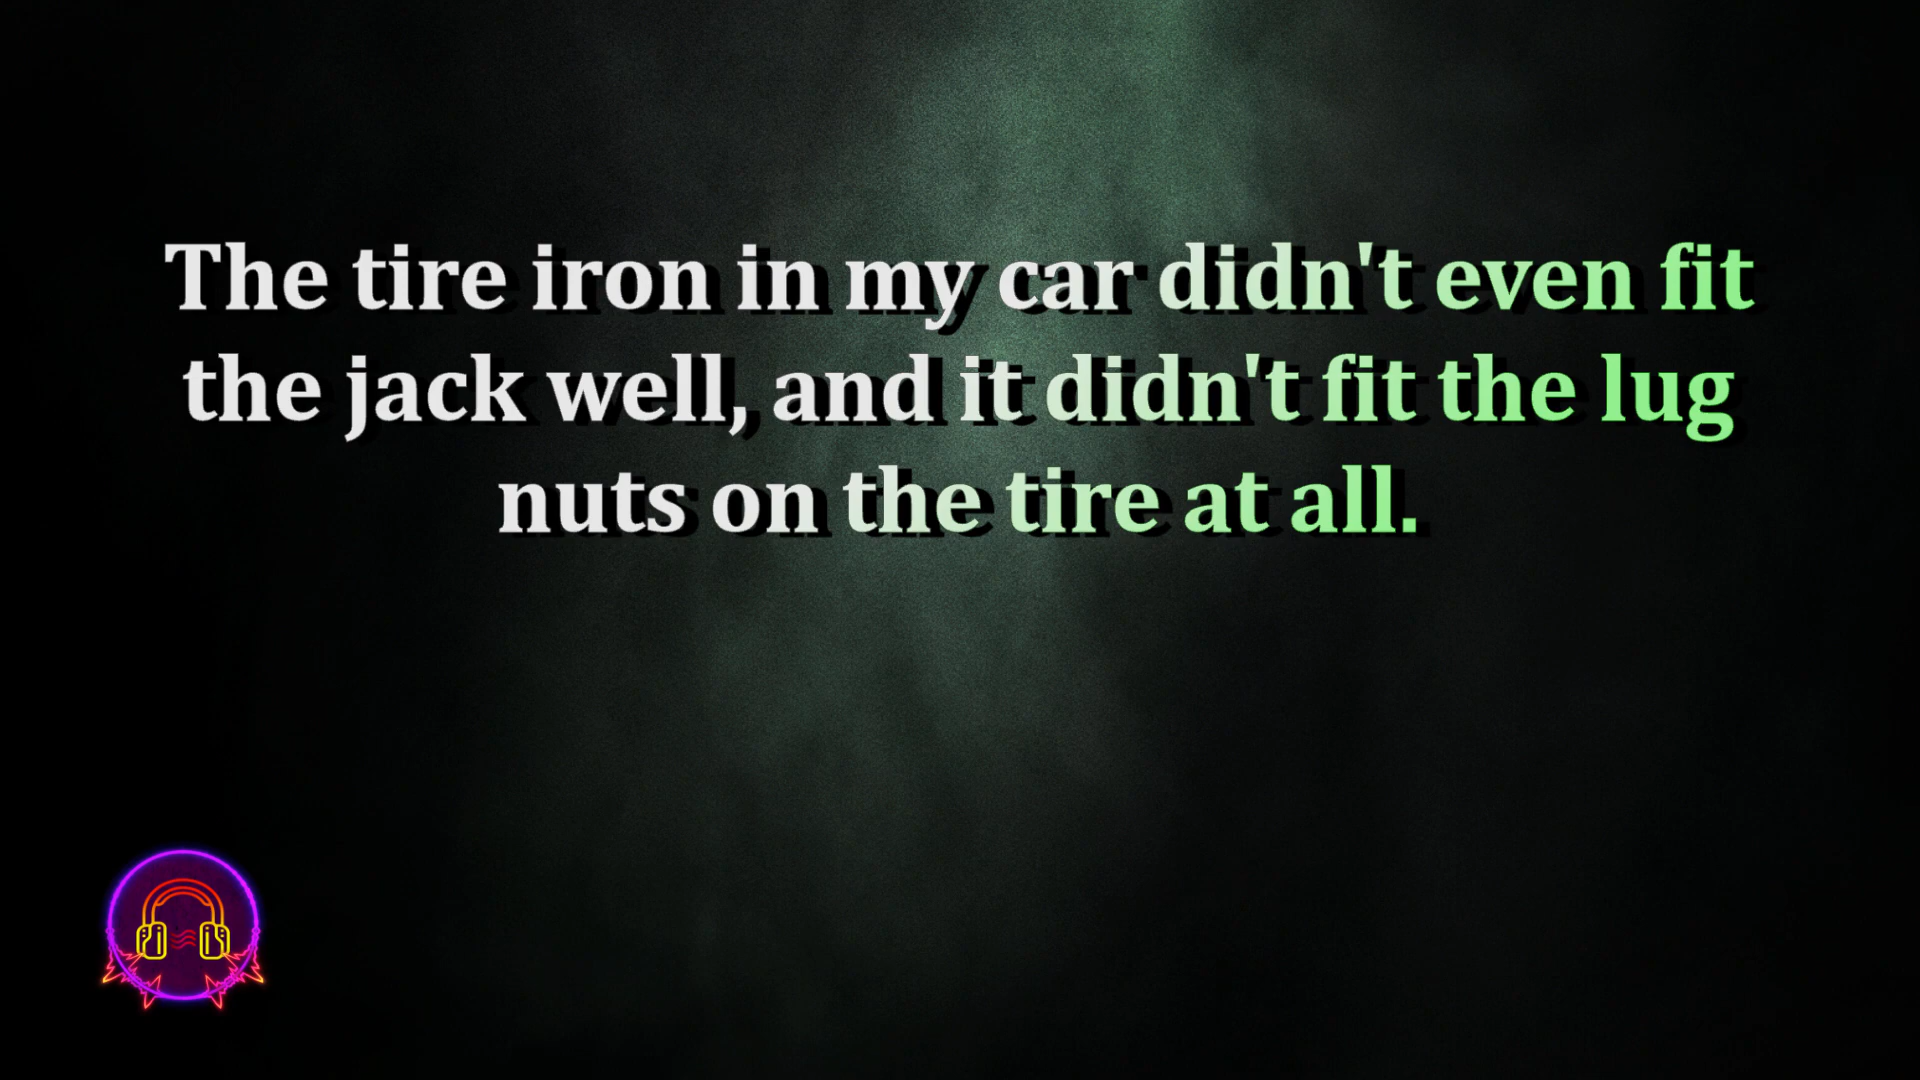 The tire iron in my car didn't even fit
the jack well, and it didn't fit the lug
nuts on the tire at all.